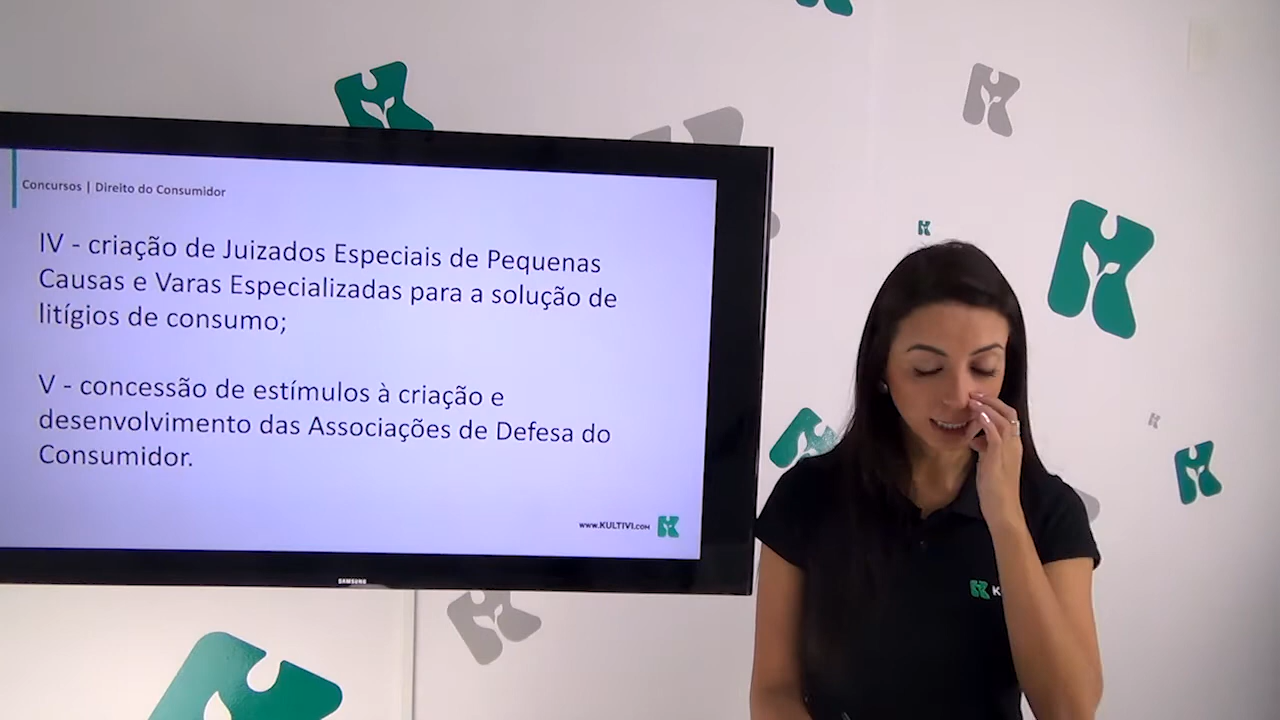 Concursos | Direito do Consumidor
IV - criação de Juizados Especiais de Pequenas
Causas e Varas Especializadas para a solução de
litígios de consumo;
V - concessão de estímulos à criação e
desenvolvimento das Associações de Defesa do
Consumidor.
www.KULTIVI.COM
SAMSUNG